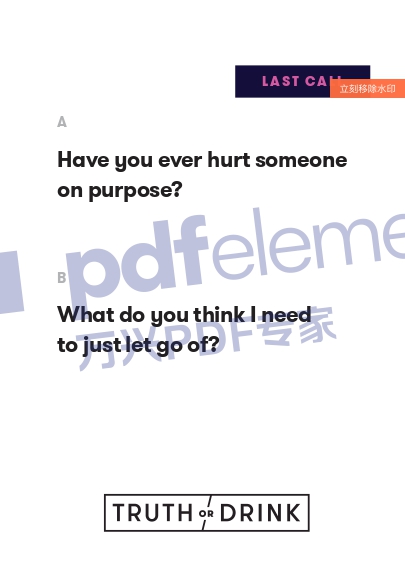 LAST CALL
立刻移除水印
A
Have you ever hurt someone
on purpose?
pdfeleme
B
What do you think I need
to just let go of?
万兴PDF专家
TRUTH OR DRINK